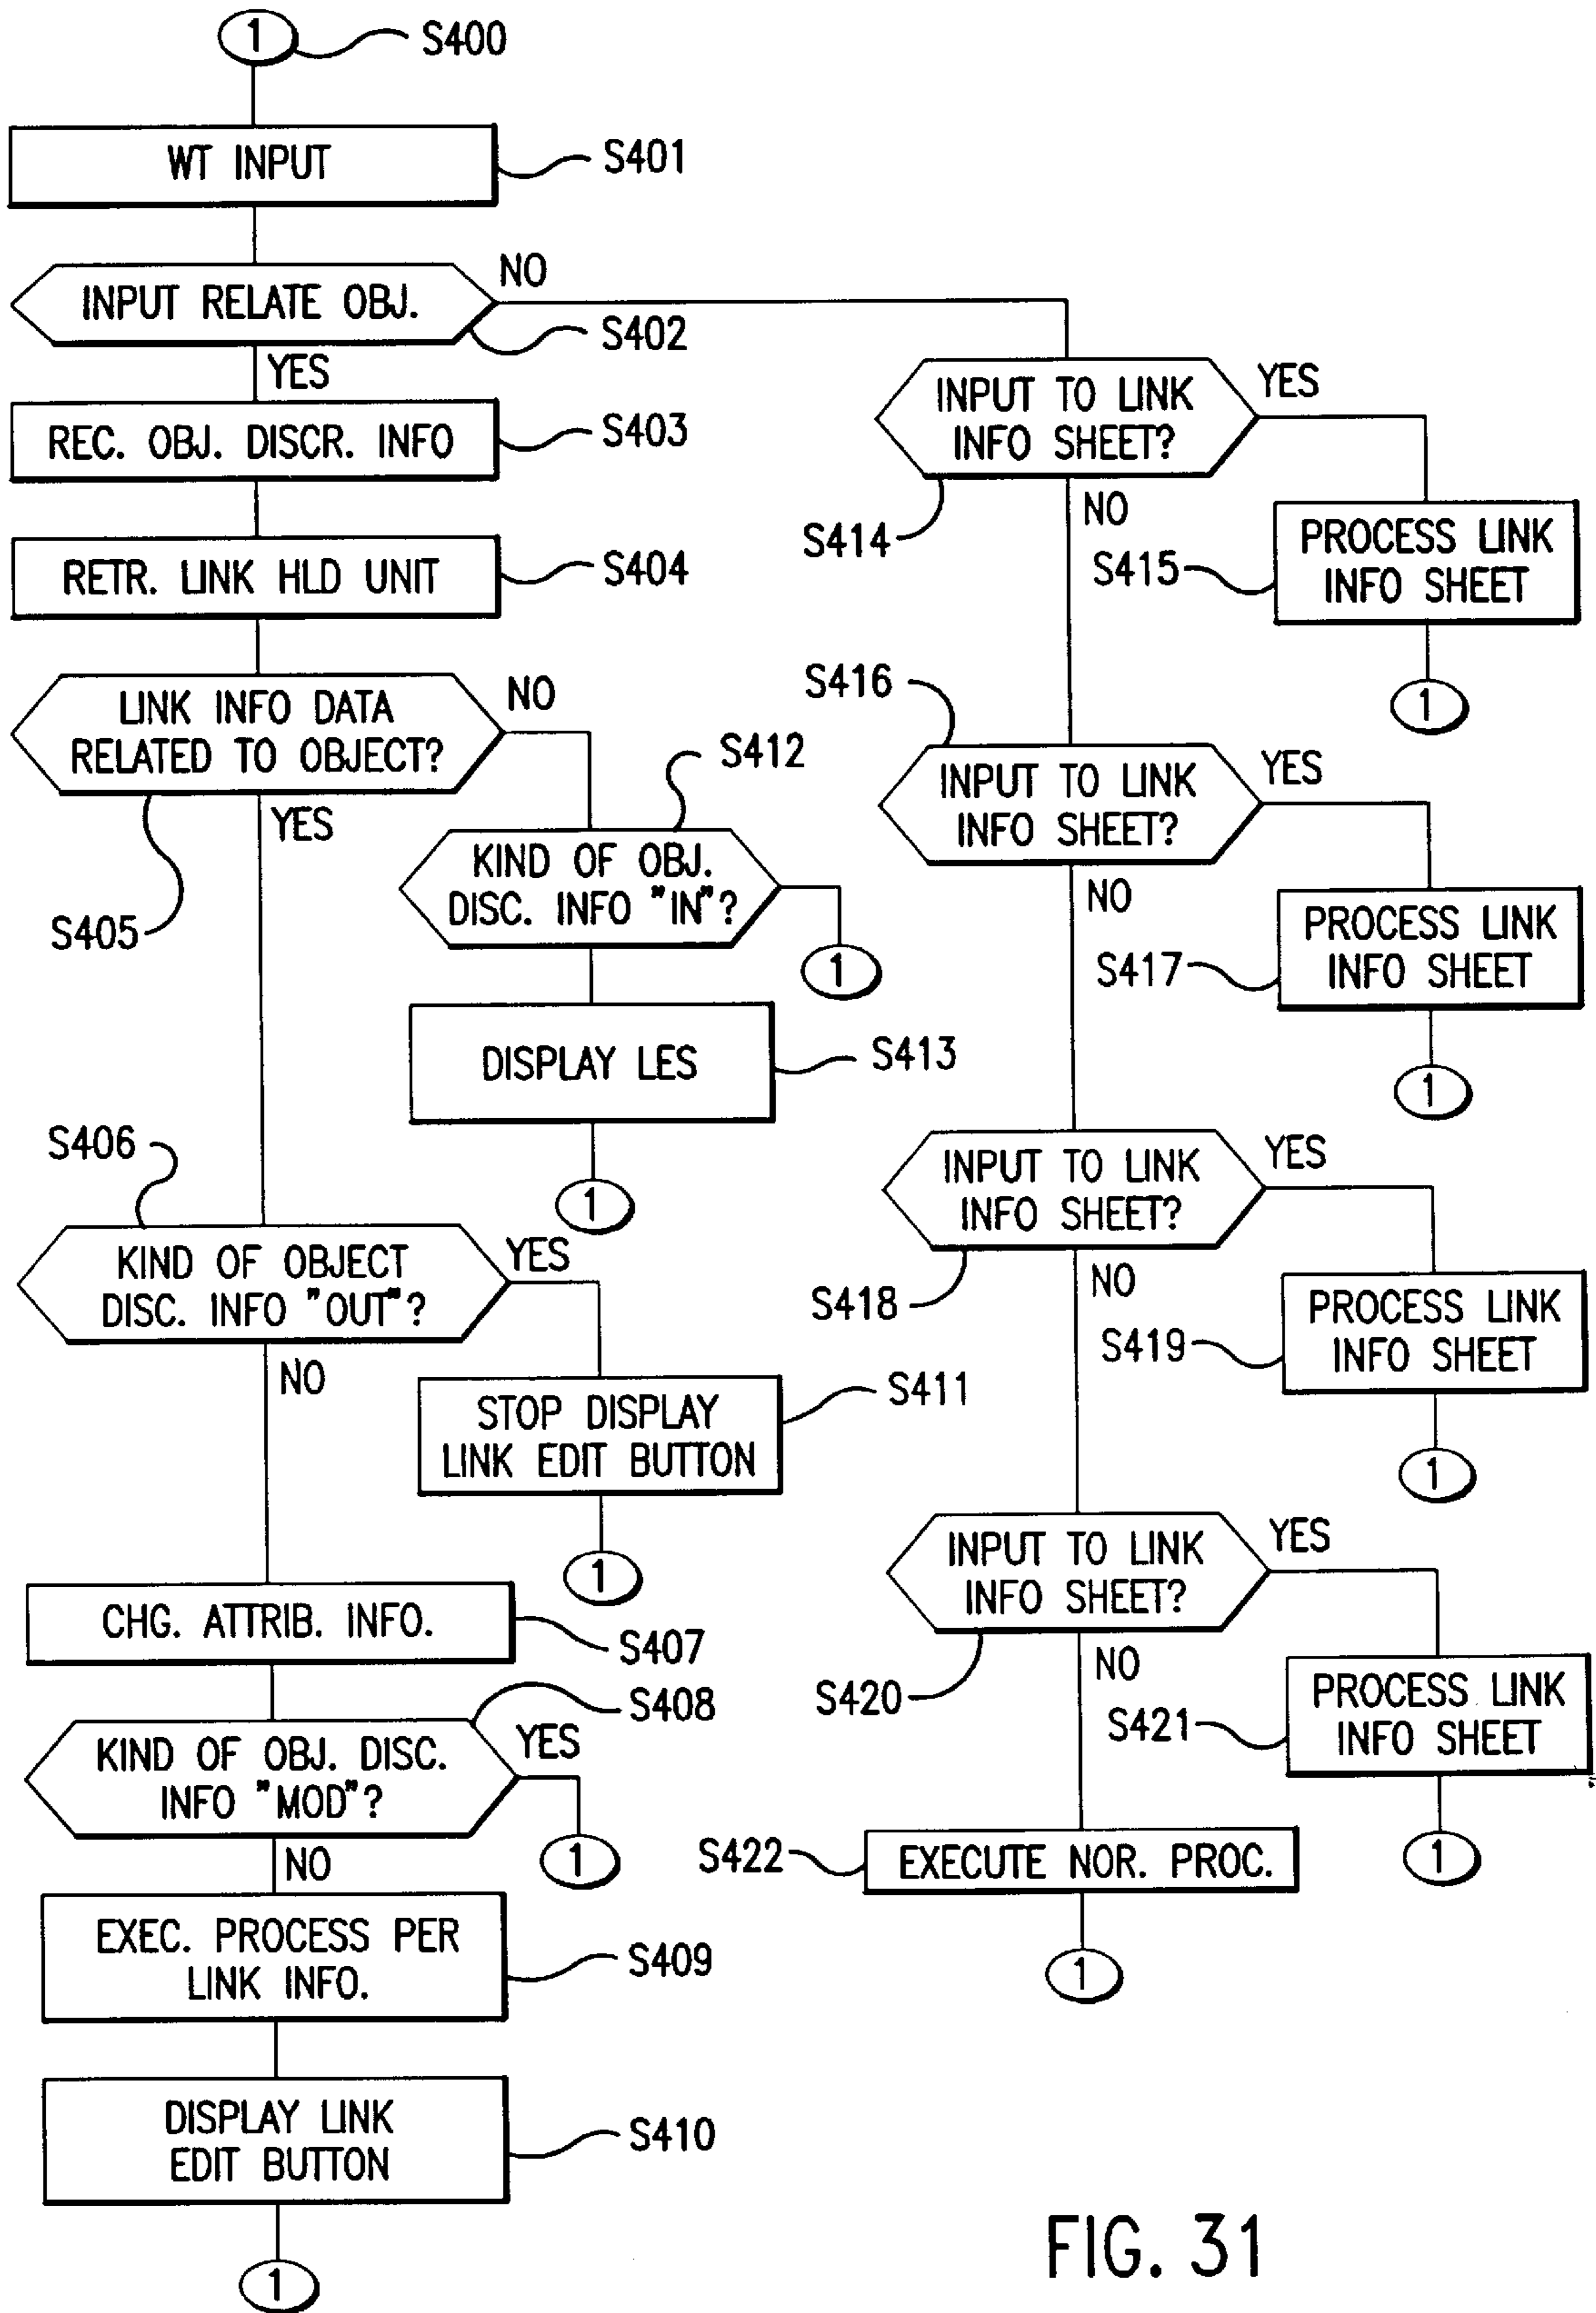 1
S400
WT INPUT
S401
INPUT RELATE OBJ.
NO
S402
YES
REC. OBJ. DISCR. INFO
S403
RETR. LINK HLD UNIT
S404
LINK INFO DATA
RELATED TO OBJECT?
NO
S405
YES
S412
KIND OF OBJ.
DISC. INFO "IN"?
1
DISPLAY LES
S413
1
S406
KIND OF OBJECT
DISC. INFO "OUT"?
YES
NO
STOP DISPLAY
LINK EDIT BUTTON
S411
1
CHG. ATTRIB. INFO.
S407
S408
KIND OF OBJ. DISC.
INFO "MOD"?
YES
1
NO
EXEC. PROCESS PER
LINK INFO.
S409
DISPLAY LINK
EDIT BUTTON
S410
1
INPUT TO LINK
INFO SHEET?
YES
S414
NO
S415
PROCESS LINK
INFO SHEET
1
S416
INPUT TO LINK
INFO SHEET?
YES
NO
S417
PROCESS LINK
INFO SHEET
1
INPUT TO LINK
INFO SHEET?
YES
S418
NO
S419
PROCESS LINK
INFO SHEET
1
INPUT TO LINK
INFO SHEET?
YES
S420
NO
S421
PROCESS LINK
INFO SHEET
1
S422
EXECUTE NOR. PROC.
1
FIG. 31